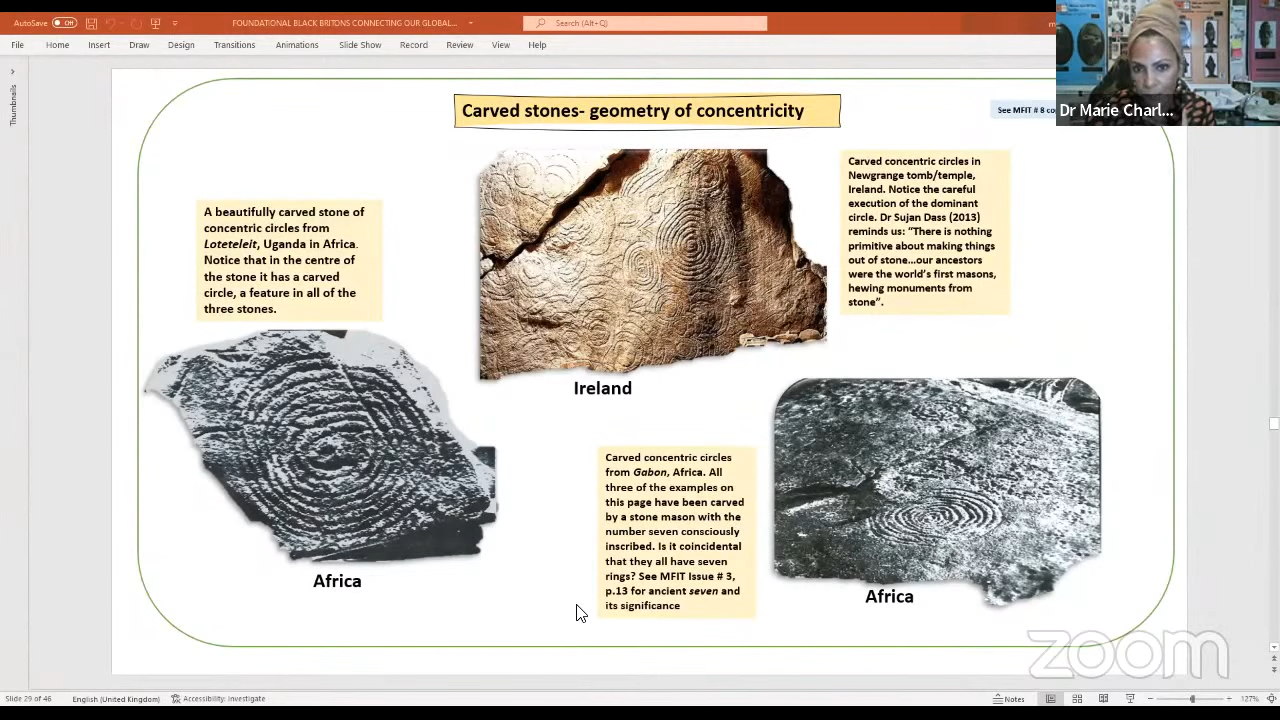 AutoSave Off
FOUNDATIONAL BLACK BRITONS CONNECTING OUR GLOBAL...
Search (Alt+Q)
File Home Insert Draw Design Transitions Animations Slide Show Record Review View Help
Dr Marie Charl...
Thumbnails
Carved stones- geometry of concentricity
See MFIT # 8
A beautifully carved stone of
concentric circles from
Loteteleit, Uganda in Africa.
Notice that in the centre of
the stone it has a carved
circle, a feature in all of the
three stones.
Africa
Ireland
Carved concentric circles in
Newgrange tomb/temple,
Ireland. Notice the careful
execution of the dominant
circle. Dr Sujan Dass (2013)
reminds us: “There is nothing
primitive about making things
out of stone...our ancestors
were the world’s first masons,
hewing monuments from
stone”.
Carved concentric circles
from Gabon, Africa. All
three of the examples on
this page have been carved
by a stone mason with the
number seven consciously
inscribed. Is it coincidental
that they all have seven
rings? See MFIT Issue # 3,
p.13 for ancient seven and
its significance
Africa
zoom
Slide 29 of 46 English (United Kingdom) Accessibility: Investigate Notes 127%